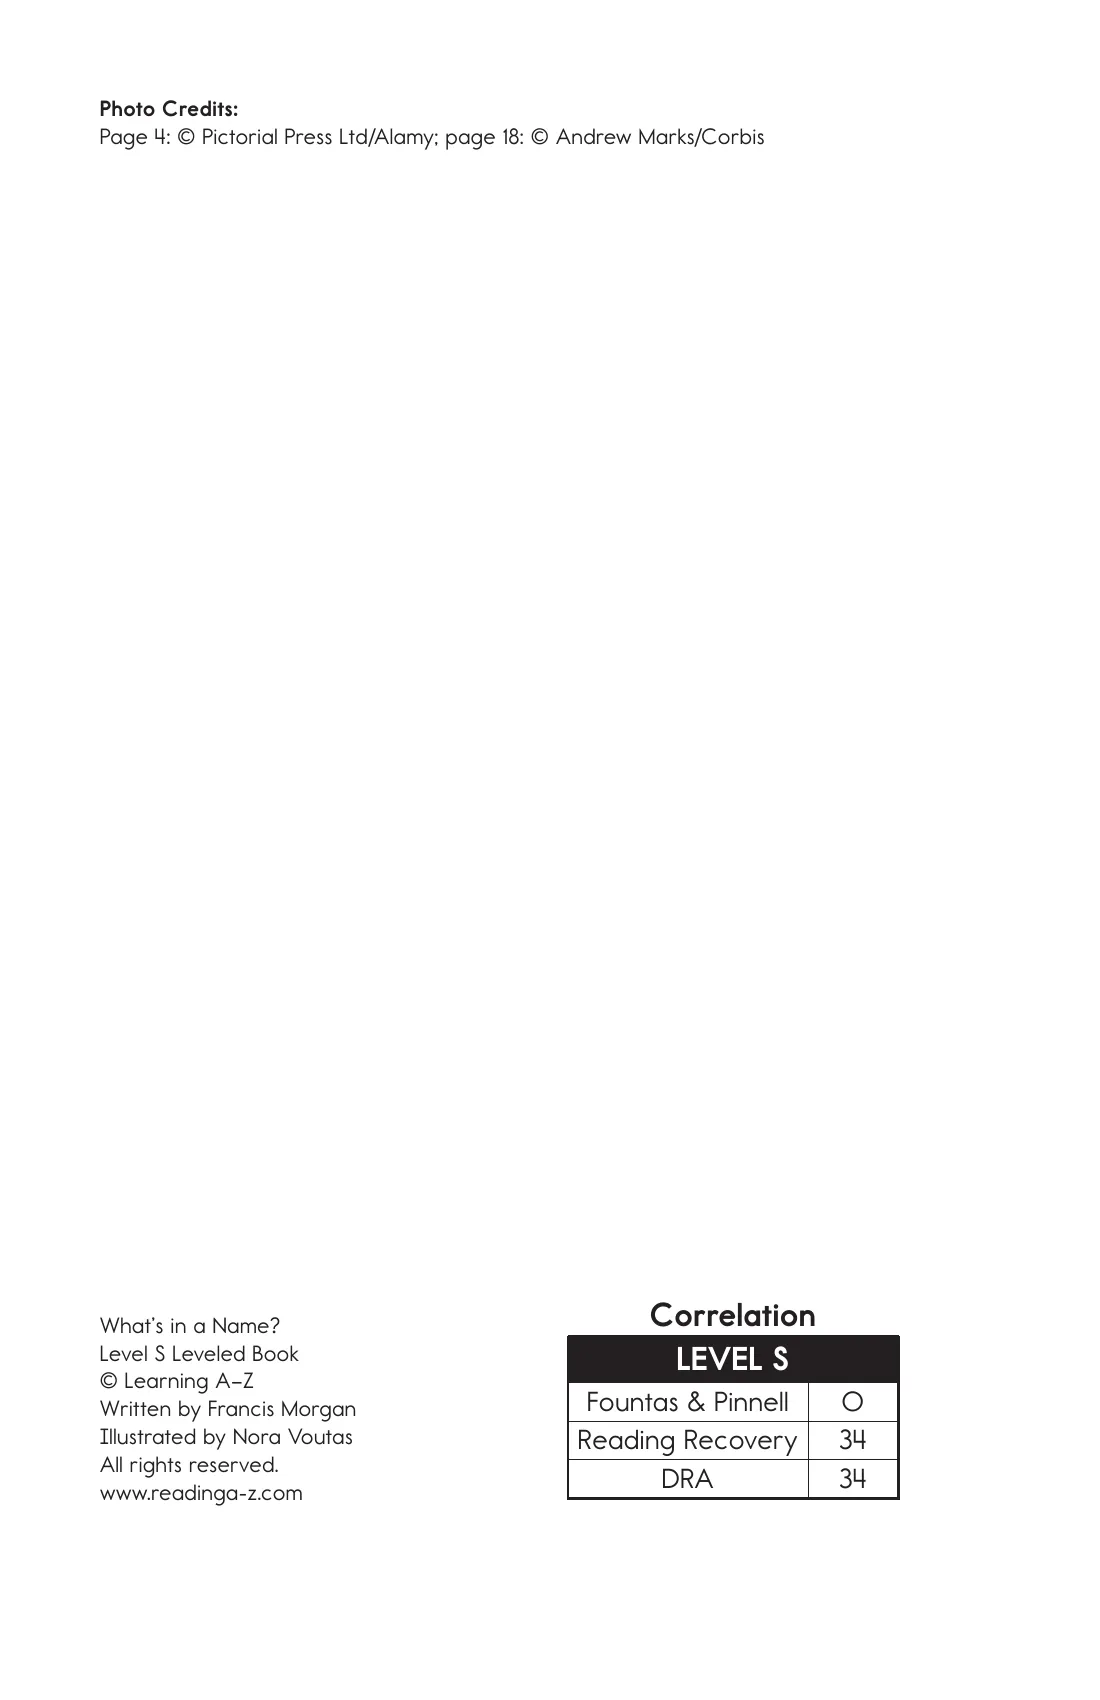 Photo Credits:
Page 4: © Pictorial Press Ltd/Alamy; page 18: © Andrew Marks/Corbis
What's in a Name?
Level S Leveled Book
© Learning A–Z
Written by Francis Morgan
Illustrated by Nora Voutas
All rights reserved.
www.readinga-z.com
Correlation
LEVEL S
Fountas & Pinnell O
Reading Recovery 34
DRA 34